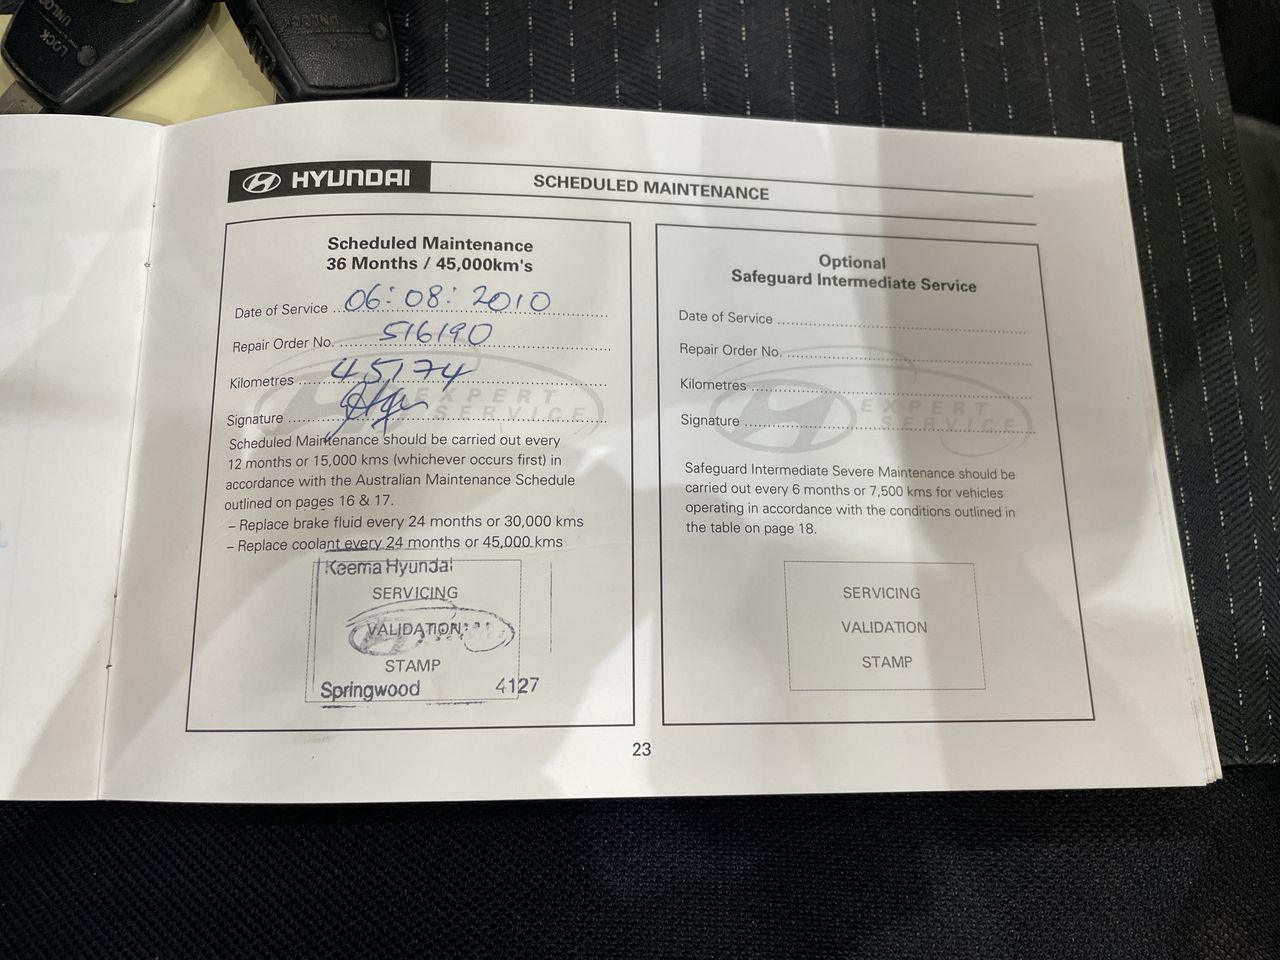 LOCK
HYUNDAI
SCHEDULED MAINTENANCE
Scheduled Maintenance
36 Months / 45,000km's
Date of Service 06:08:2010
Repair Order No. 516190
Kilometres 45174
EXPERT
SERVICE
Signature
Scheduled Maintenance should be carried out every
12 months or 15,000 kms (whichever occurs first) in
accordance with the Australian Maintenance Schedule
outlined on pages 16 & 17.
– Replace brake fluid every 24 months or 30,000 kms
– Replace coolant every 24 months or 45,000 kms
Keema Hyundai
SERVICING
VALIDATION
STAMP
Springwood 4127
Optional
Safeguard Intermediate Service
Date of Service
Repair Order No.
Kilometres
EXPERT
SERVICE
Signature
Safeguard Intermediate Severe Maintenance should be
carried out every 6 months or 7,500 kms for vehicles
operating in accordance with the conditions outlined in
the table on page 18.
SERVICING
VALIDATION
STAMP
23